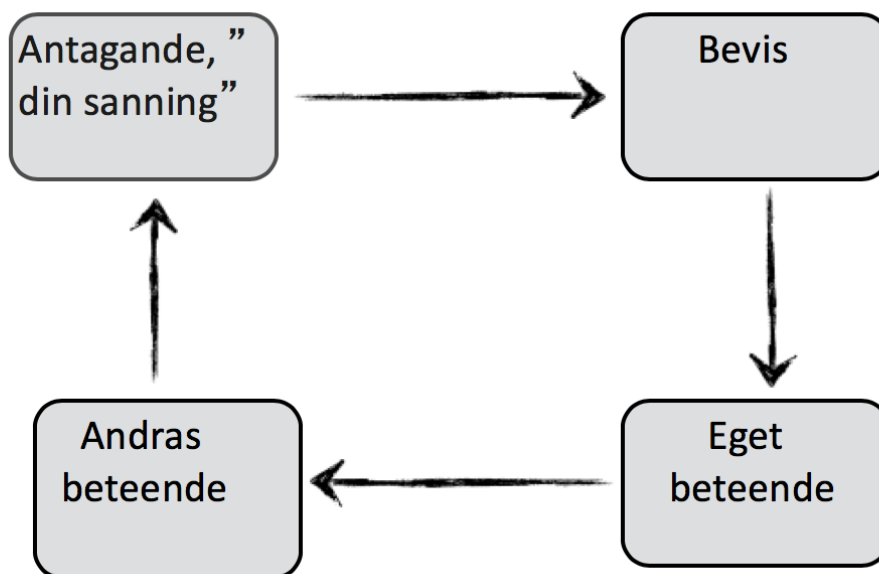 Antagande, ”
din sanning”
Bevis
Eget
beteende
Andras
beteende